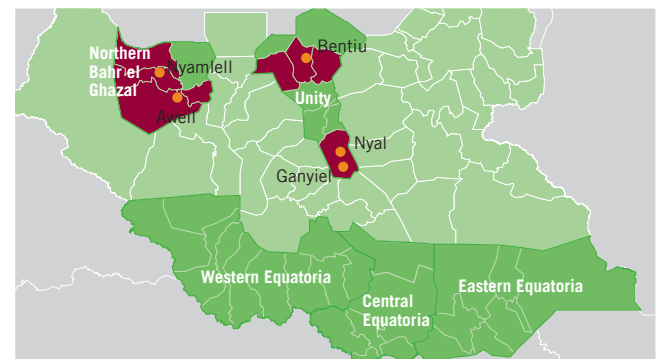 Northern
Bahr el
Ghazal
Nyamlell
Aweil
Bentiu
Unity
Nyal
Ganyiel
Western Equatoria
Central
Equatoria
Eastern Equatoria